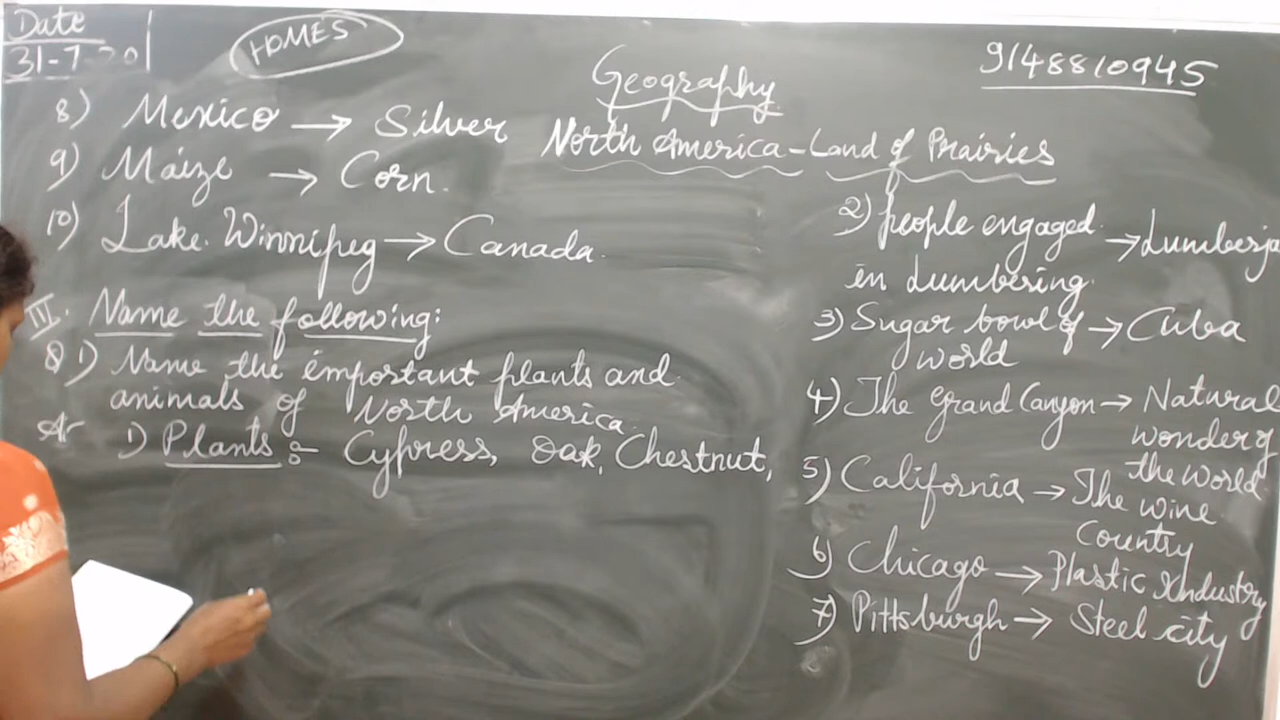 Date
31-7-20
HOMES
9148810945
Geography
North America - Land of Prairies
8) Mexico → Silver
9) Maize → Corn.
10) Lake. Winnipeg → Canada.
III. Name the following:
Q 1) Name the important plants and
animals of North America.
A 1) Plants :- Cypress, Oak, Chestnut,
2) people engaged → Lumberja
in Lumbering.
3) Sugar bowl of → Cuba
world
4) The Grand Canyon → Natural
wonder of
the world.
5) California → The wine
Country
6) Chicago → Plastic Industry
7) Pittsburgh → Steel city